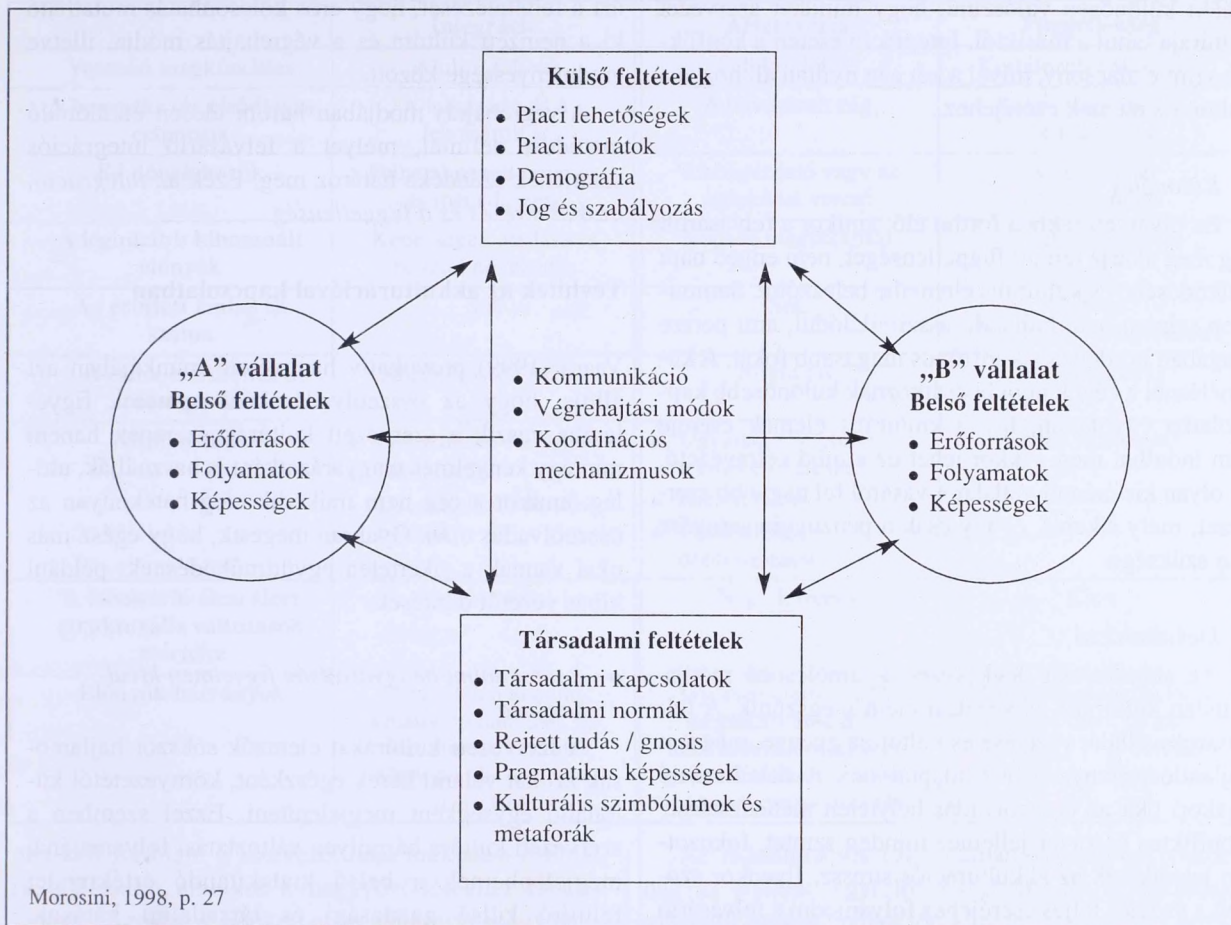 Külső feltételek
• Piaci lehetőségek
• Piaci korlátok
• Demográfia
• Jog és szabályozás
„A” vállalat
Belső feltételek
• Erőforrások
• Folyamatok
• Képességek
• Kommunikáció
• Végrehajtási módok
• Koordinációs
mechanizmusok
„B” vállalat
Belső feltételek
• Erőforrások
• Folyamatok
• Képességek
Társadalmi feltételek
• Társadalmi kapcsolatok
• Társadalmi normák
• Rejtett tudás / gnosis
• Pragmatikus képességek
• Kulturális szimbólumok és
metaforák
Morosini, 1998, p. 27